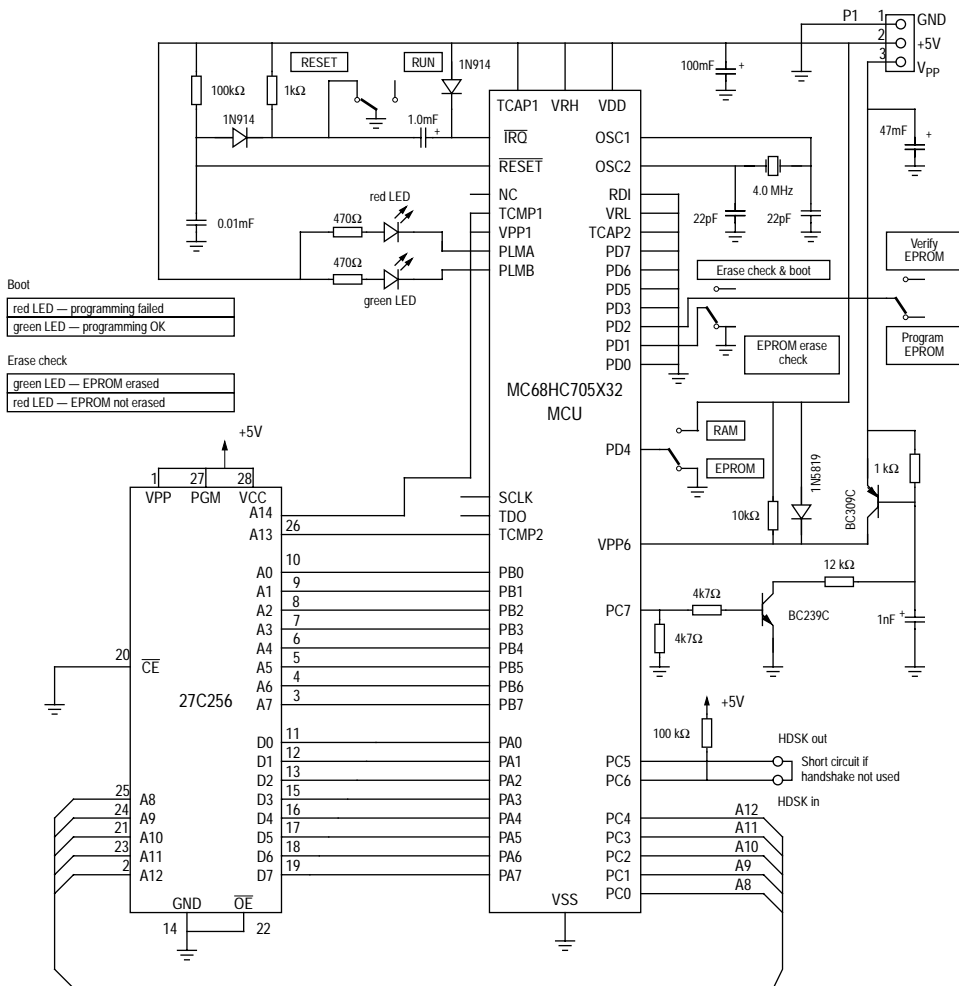 P1
1
GND
2
+5V
3
VPP
RESET
RUN
1N914
100mF
+
100kΩ
1kΩ
1N914
1.0mF
+
TCAP1
VRH
VDD
47mF
+
IRQ
OSC1
RESET
OSC2
4.0 MHz
NC
RDI
red LED
TCMP1
VRL
22pF
22pF
0.01mF
470Ω
VPP1
TCAP2
PLMA
PD7
Verify
EPROM
470Ω
PLMB
PD6
Erase check & boot
green LED
PD5
Boot
PD3
red LED — programming failed
PD2
green LED — programming OK
PD1
EPROM erase
check
Program
EPROM
Erase check
PD0
green LED — EPROM erased
red LED — EPROM not erased
MC68HC705X32
MCU
+5V
RAM
PD4
EPROM
1N5819
1 kΩ
BC309C
1
27
28
VPP
PGM
VCC
A14
SCLK
10kΩ
TDO
A13
26
TCMP2
VPP6
12 kΩ
A0
10
PB0
A1
9
PB1
4k7Ω
A2
8
PB2
PC7
BC239C
1nF
+
A3
7
PB3
4k7Ω
A4
6
PB4
20
CE
A5
5
PB5
A6
4
PB6
27C256
A7
3
PB7
+5V
100 kΩ
HDSK out
D0
11
PA0
D1
12
PA1
PC5
Short circuit if
handshake not used
D2
13
PA2
PC6
HDSK in
25
A8
D3
15
PA3
24
A9
D4
16
PA4
PC4
A12
21
A10
D5
17
PA5
PC3
A11
23
A11
D6
18
PA6
PC2
A10
2
A12
D7
19
PA7
PC1
A9
PC0
A8
GND
OE
VSS
14
22